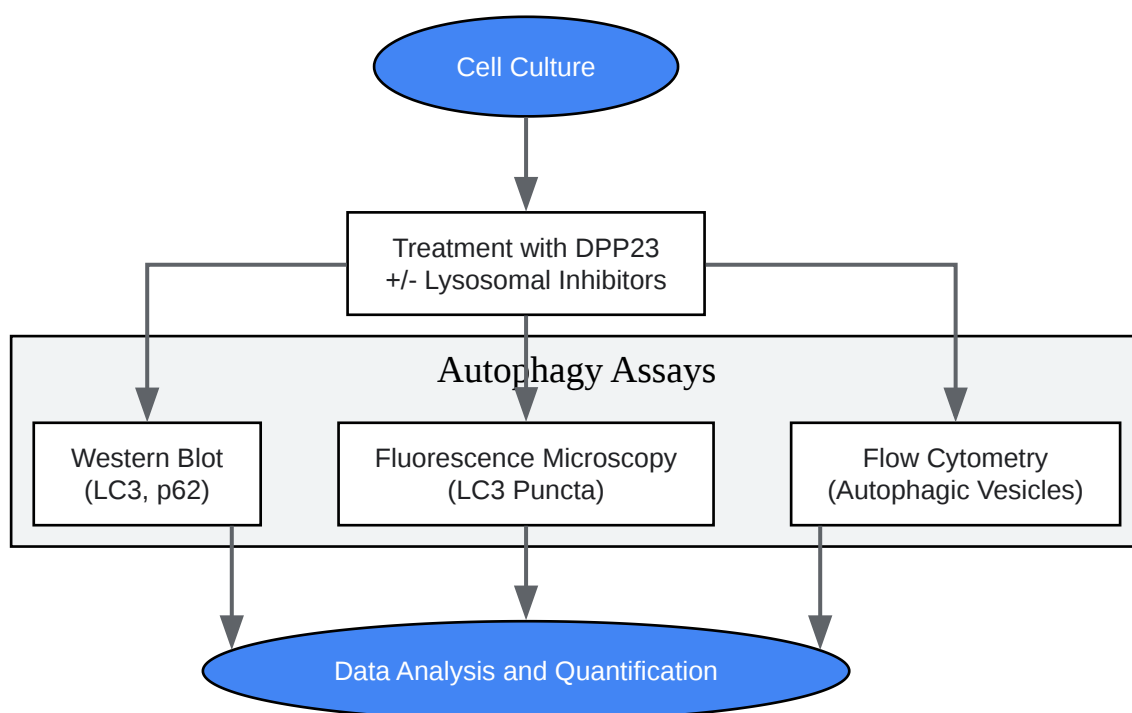 Cell Culture
Treatment with DPP23
+/- Lysosomal Inhibitors
Autophagy Assays
Western Blot
(LC3, p62)
Fluorescence Microscopy
(LC3 Puncta)
Flow Cytometry
(Autophagic Vesicles)
Data Analysis and Quantification